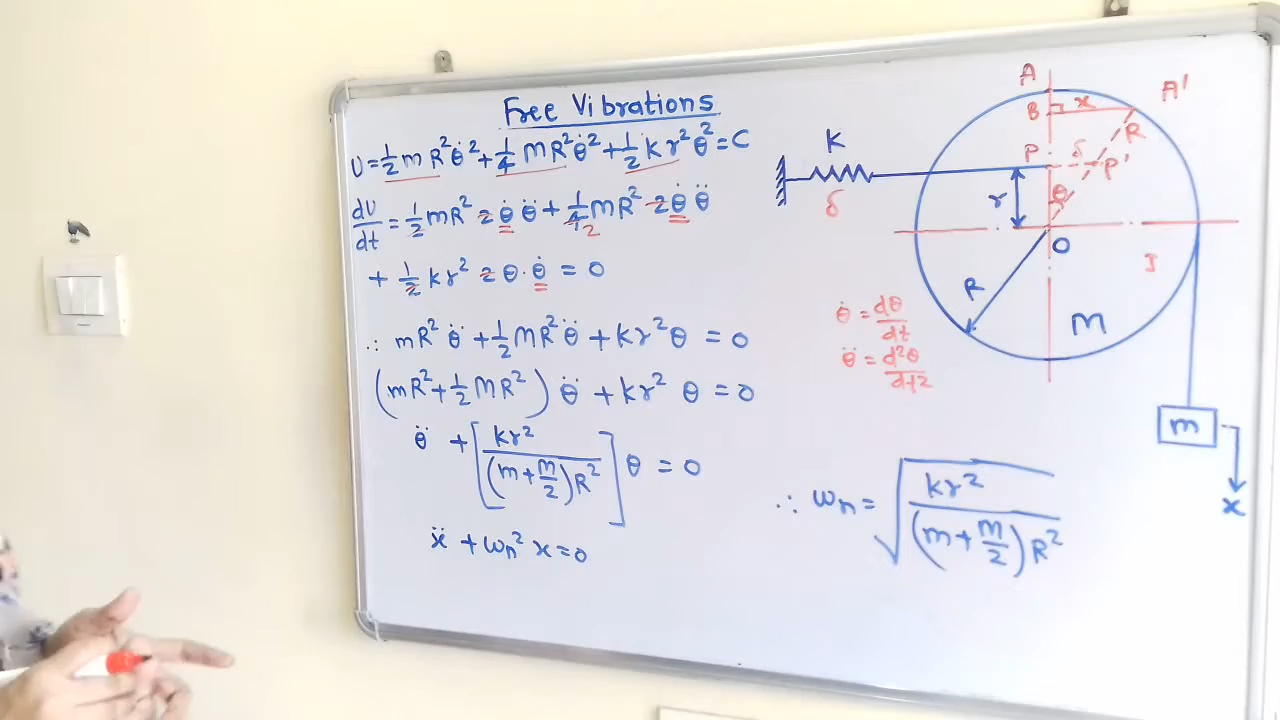 Free Vibrations
U = 1/2 m R² θ̇² + 1/4 M R² θ̇² + 1/2 k r² θ̇² = C
dU/dt = 1/2 m R² 2 θ̇ θ̈ + 1/4 2 M R² 2 θ̇ θ̈
+ 1/2 k r² 2 θ · θ̇ = 0
∴ m R² θ̈ + 1/2 M R² θ̈ + k r² θ = 0
(m R² + 1/2 M R²) θ̈ + k r² θ = 0
θ̈ + [k r² / (m + M/2) R²] θ = 0
ẍ + ωn² x = 0
K
δ
A
B
x
A'
R
P
δ
P'
r
θ
O
I
R
M
θ̇ = dθ/dt
θ̈ = d²θ/dt2
m
x
∴ ωn = √(k r² / (m + M/2) R²)